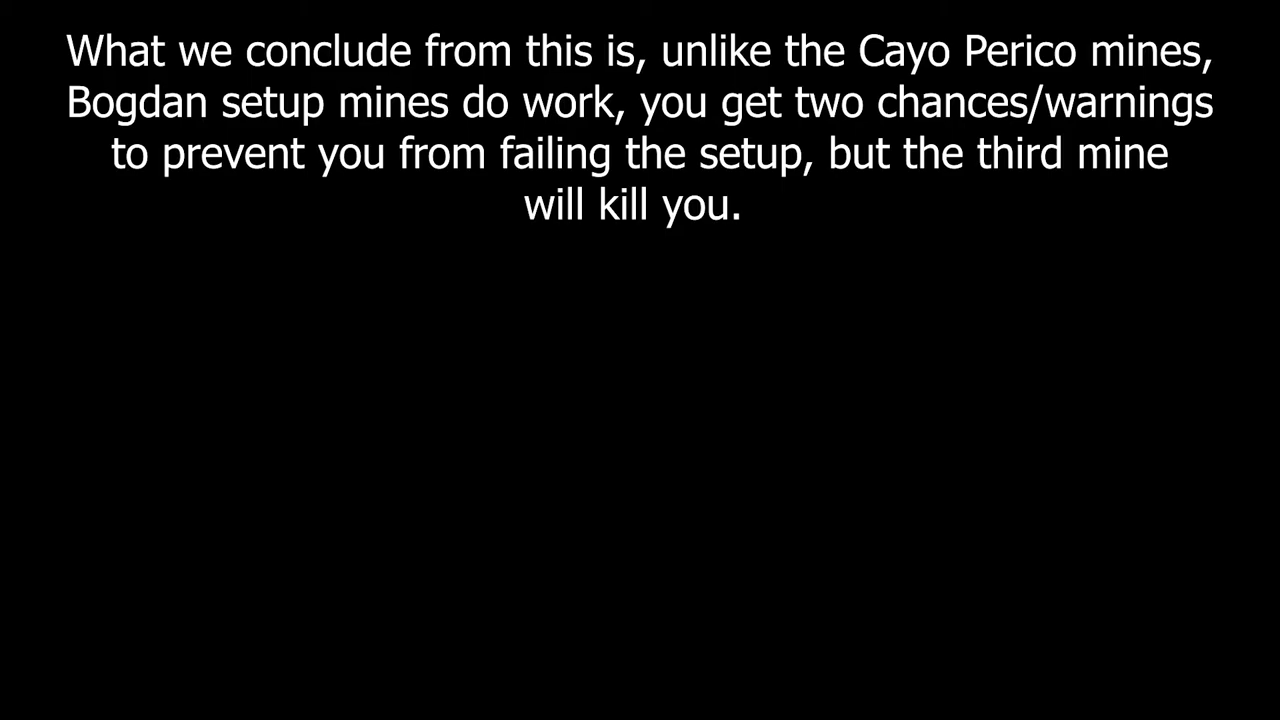 What we conclude from this is, unlike the Cayo Perico mines,
Bogdan setup mines do work, you get two chances/warnings
to prevent you from failing the setup, but the third mine
will kill you.